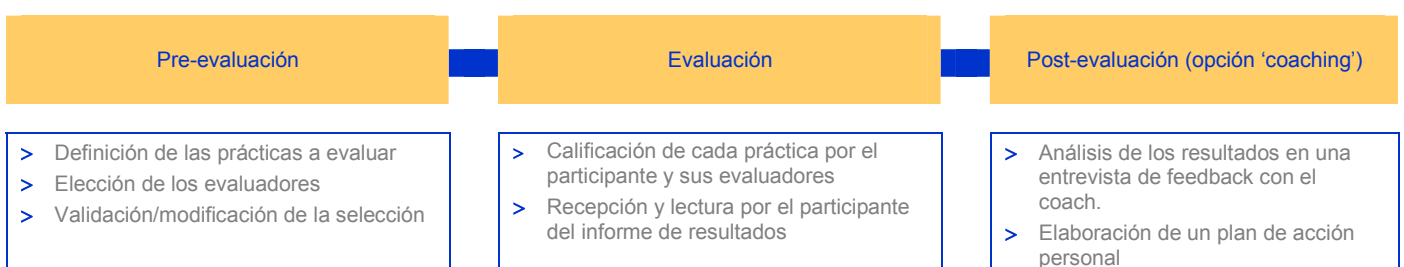 Pre-evaluación
Evaluación
Post-evaluación (opción ‘coaching’)
> Definición de las prácticas a evaluar
> Elección de los evaluadores
> Validación/modificación de la selección
> Calificación de cada práctica por el
participante y sus evaluadores
> Recepción y lectura por el participante
del informe de resultados
> Análisis de los resultados en una
entrevista de feedback con el
coach.
> Elaboración de un plan de acción
personal